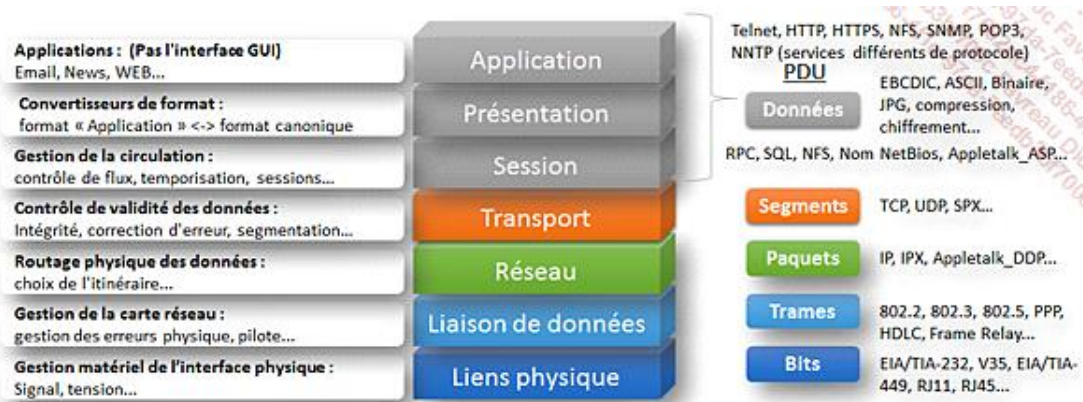 Applications : (Pas l'interface GUI)
Email, News, WEB...
Convertisseurs de format :
format « Application » <-> format canonique
Gestion de la circulation :
contrôle de flux, temporisation, sessions...
Contrôle de validité des données :
Intégrité, correction d'erreur, segmentation...
Routage physique des données :
choix de l'itinéraire...
Gestion de la carte réseau :
gestion des erreurs physique, pilote...
Gestion matériel de l'interface physique :
Signal, tension...
Application
Présentation
Session
Transport
Réseau
Liaison de données
Liens physique
Telnet, HTTP, HTTPS, NFS, SNMP, POP3,
NNTP (services différents de protocole)
PDU
Données
EBCDIC, ASCII, Binaire,
JPG, compression,
chiffrement...
RPC, SQL, NFS, Nom NetBios, Appletalk_ASP...
Segments
TCP, UDP, SPX...
Paquets
IP, IPX, Appletalk_DDP...
Trames
802.2, 802.3, 802.5, PPP,
HDLC, Frame Relay...
Bits
EIA/TIA-232, V35, EIA/TIA-
449, RJ11, RJ45...